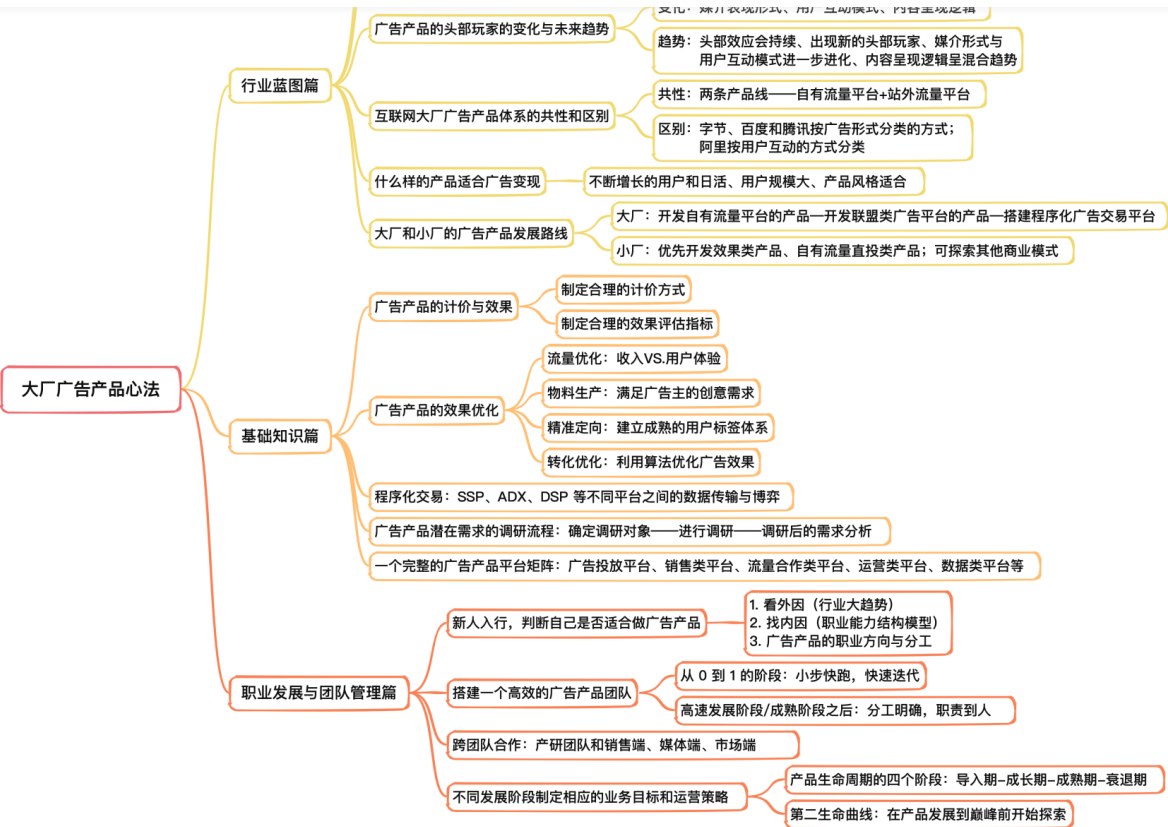 变化：媒介表现形式、用户互动模式、内容呈现逻辑
广告产品的头部玩家的变化与未来趋势
趋势：头部效应会持续、出现新的头部玩家、媒介形式与
用户互动模式进一步进化、内容呈现逻辑呈混合趋势
行业蓝图篇
共性：两条产品线——自有流量平台+站外流量平台
互联网大厂广告产品体系的共性和区别
区别：字节、百度和腾讯按广告形式分类的方式；
阿里按用户互动的方式分类
什么样的产品适合广告变现
不断增长的用户和日活、用户规模大、产品风格适合
大厂：开发自有流量平台的产品—开发联盟类广告平台的产品—搭建程序化广告交易平台
大厂和小厂的广告产品发展路线
小厂：优先开发效果类产品、自有流量直投类产品；可探索其他商业模式
制定合理的计价方式
广告产品的计价与效果
制定合理的效果评估指标
流量优化：收入VS.用户体验
大厂广告产品心法
物料生产：满足广告主的创意需求
广告产品的效果优化
精准定向：建立成熟的用户标签体系
基础知识篇
转化优化：利用算法优化广告效果
程序化交易：SSP、ADX、DSP 等不同平台之间的数据传输与博弈
广告产品潜在需求的调研流程：确定调研对象——进行调研——调研后的需求分析
一个完整的广告产品平台矩阵：广告投放平台、销售类平台、流量合作类平台、运营类平台、数据类平台等
1. 看外因（行业大趋势）
新人入行，判断自己是否适合做广告产品
2. 找内因（职业能力结构模型）
3. 广告产品的职业方向与分工
从 0 到 1 的阶段：小步快跑，快速迭代
职业发展与团队管理篇
搭建一个高效的广告产品团队
高速发展阶段/成熟阶段之后：分工明确，职责到人
跨团队合作：产研团队和销售端、媒体端、市场端
产品生命周期的四个阶段：导入期–成长期–成熟期–衰退期
不同发展阶段制定相应的业务目标和运营策略
第二生命曲线：在产品发展到巅峰前开始探索